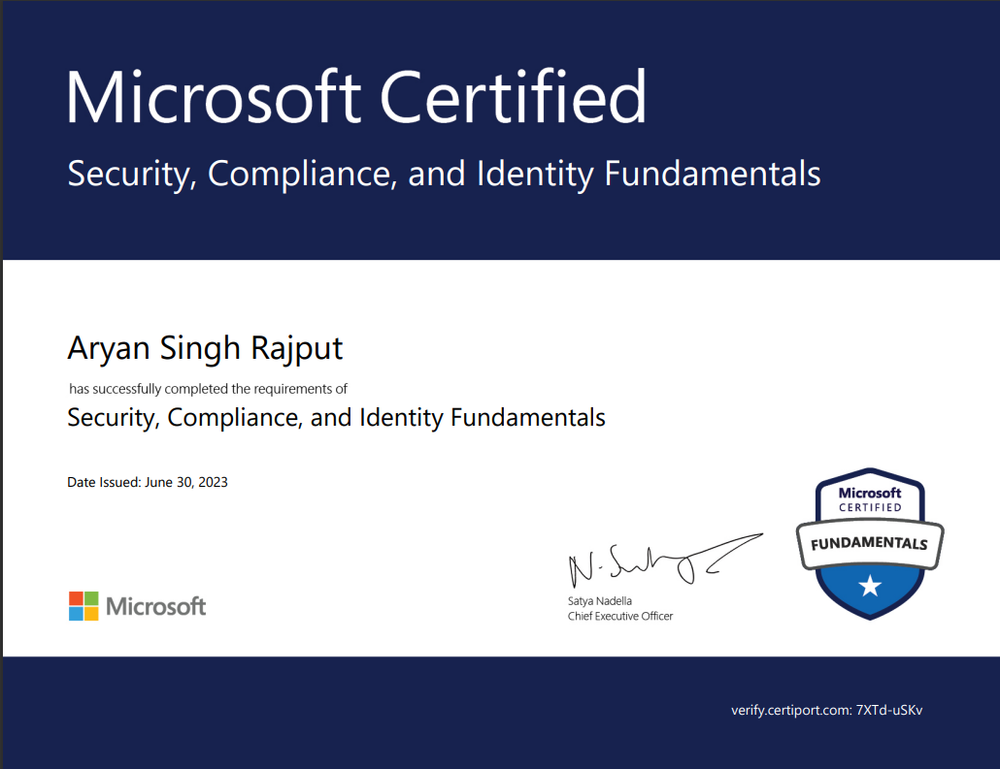 Microsoft Certified
Security, Compliance, and Identity Fundamentals
Aryan Singh Rajput
has successfully completed the requirements of
Security, Compliance, and Identity Fundamentals
Date Issued: June 30, 2023
Microsoft
CERTIFIED
FUNDAMENTALS
N. Satya
Satya Nadella
Chief Executive Officer
Microsoft
verify.certiport.com: 7XTd-uSKv